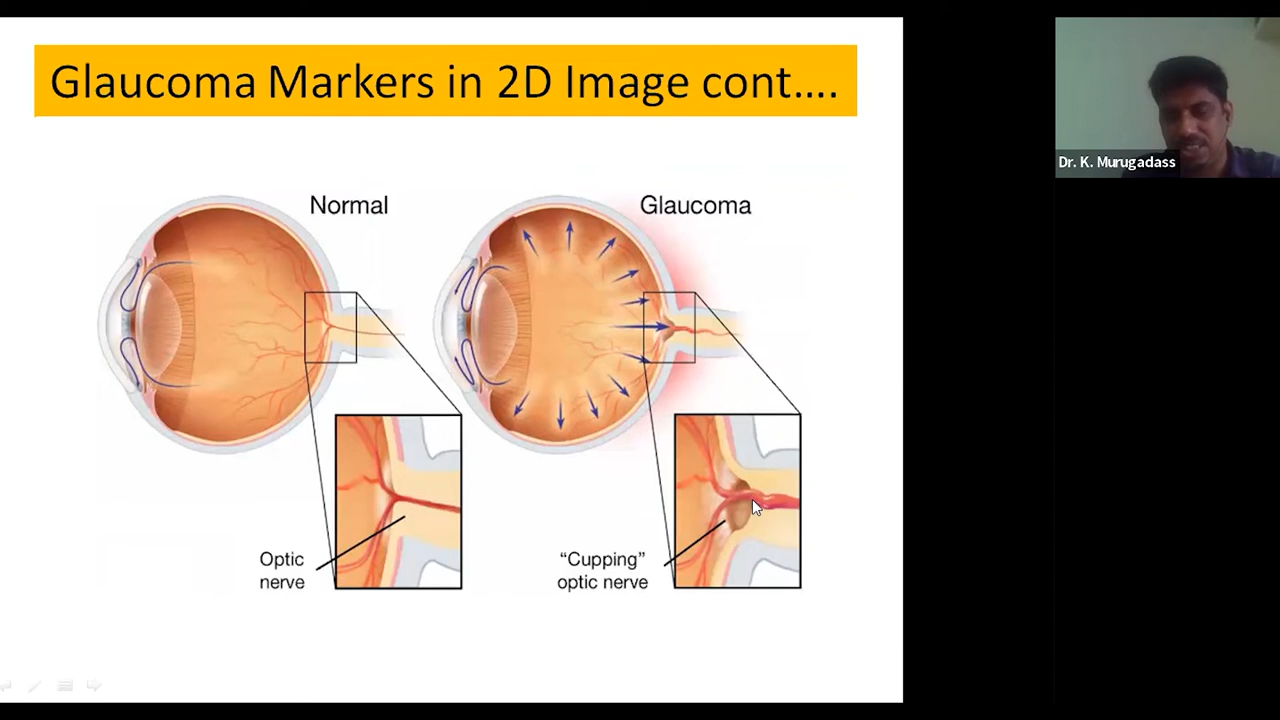 Glaucoma Markers in 2D Image cont....
Dr. K. Murugadass
Normal
Glaucoma
Optic
nerve
“Cupping”
optic nerve